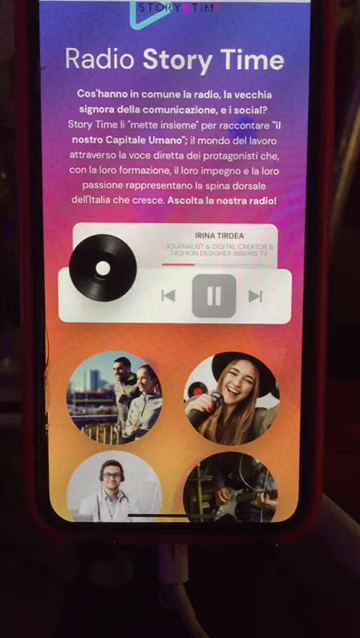 STORY TIM
Radio Story Time
Cos'hanno in comune la radio, la vecchia
signora della comunicazione, e i social?
Story Time li "mette insieme" per raccontare "il
nostro Capitale Umano"; il mondo del lavoro
attraverso la voce diretta dei protagonisti che,
con la loro formazione, il loro impegno e la loro
passione rappresentano la spina dorsale
dell'Italia che cresce. Ascolta la nostra radio!
IRINA TIRDEA
JOURNALIST & DIGITAL CREATOR &
FASHION DESIGNER IRISIRIS TV